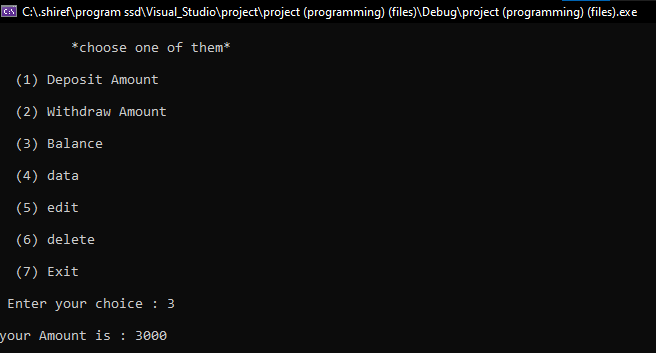 C:\.shiref\program ssd\Visual_Studio\project\project (programming) (files)\Debug\project (programming) (files).exe
*choose one of them*
(1) Deposit Amount
(2) Withdraw Amount
(3) Balance
(4) data
(5) edit
(6) delete
(7) Exit
Enter your choice : 3
your Amount is : 3000